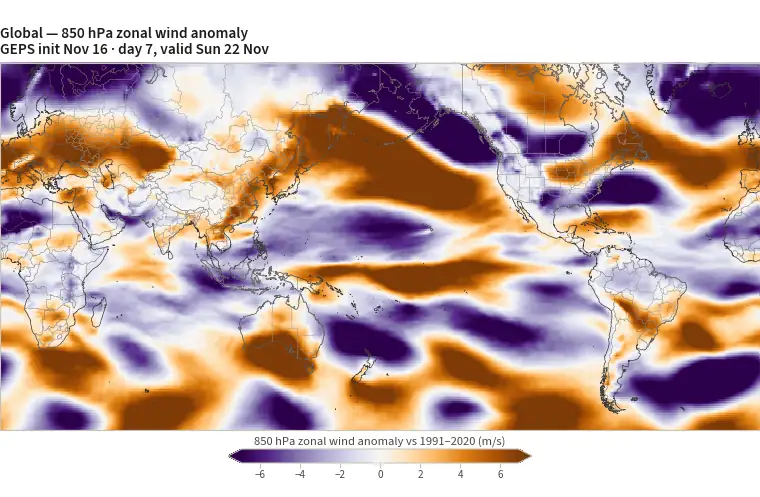 Global — 850 hPa zonal wind anomaly
GEPS init Nov 16 · day 7, valid Sun 22 Nov
850 hPa zonal wind anomaly vs 1991–2020 (m/s)
−6 −4 −2 0 2 4 6